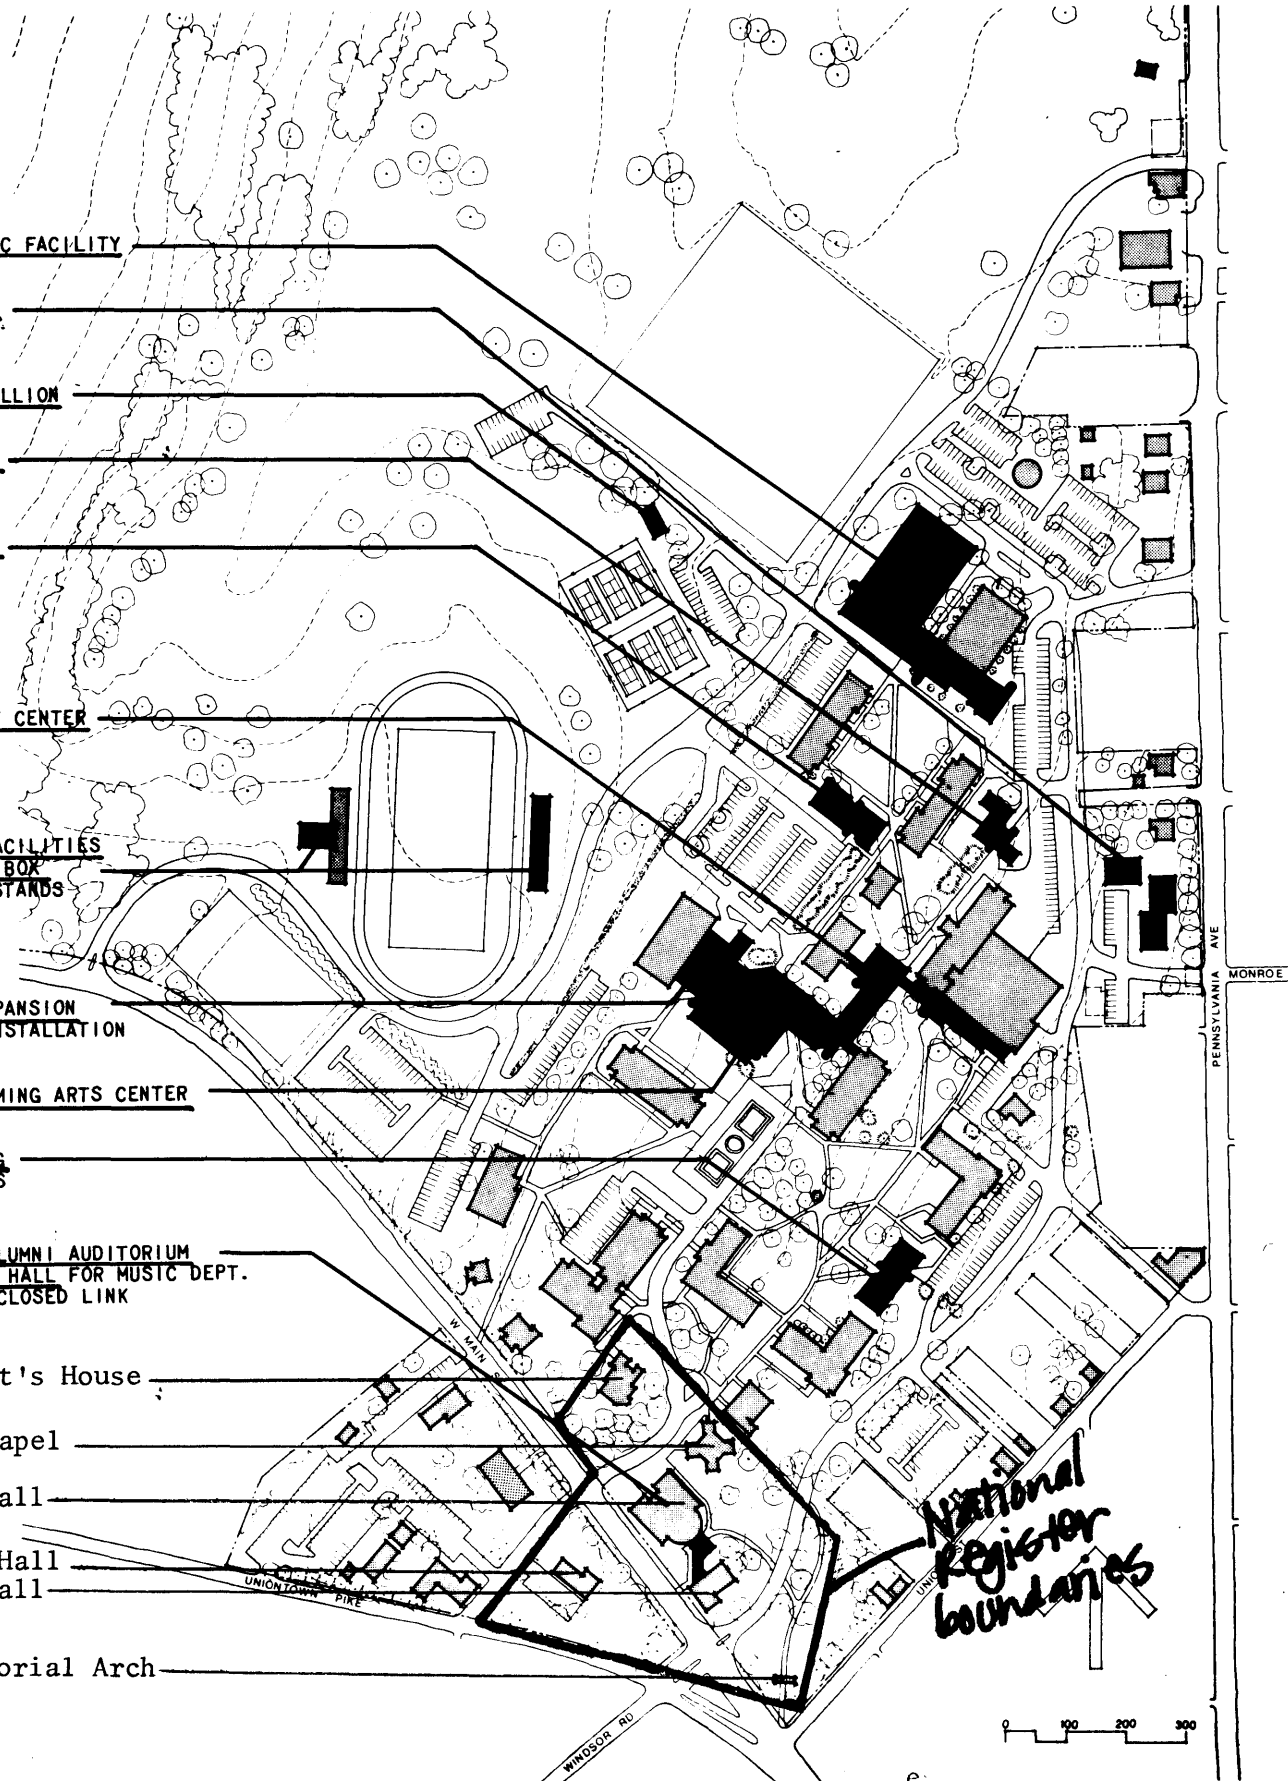 C FACILITY
LLION
CENTER
ACILITIES
BOX
STANDS
PENNSYLVANIA AVE
MONROE
PANSION
NSTALLATION
MING ARTS CENTER
S
LUMNI AUDITORIUM
HALL FOR MUSIC DEPT.
CLOSED LINK
W MAIN
t's House
apel
all
National
Register
boundaries
Hall
all
UNIONTOWN PIKE
UNIO
orial Arch
WINDSOR RD
0 100 200 300